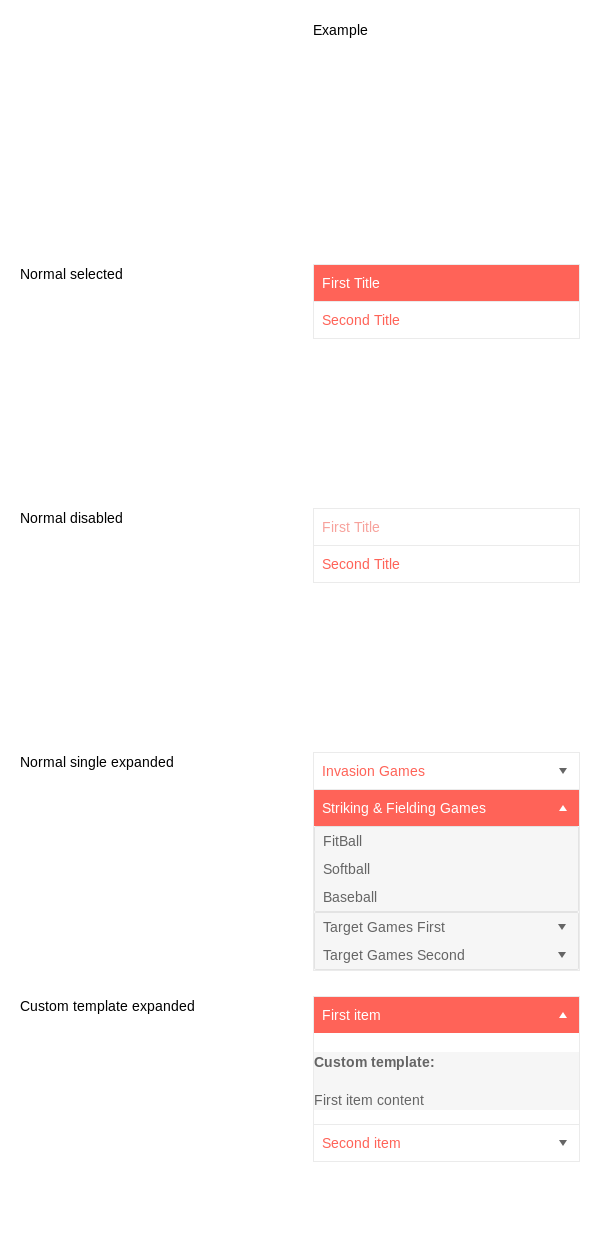 Example
Normal selected
First Title
Second Title
Normal disabled
First Title
Second Title
Normal single expanded
Invasion Games
Striking & Fielding Games
FitBall
Softball
Baseball
Target Games First
Target Games Second
Custom template expanded
First item
Custom template:
First item content
Second item